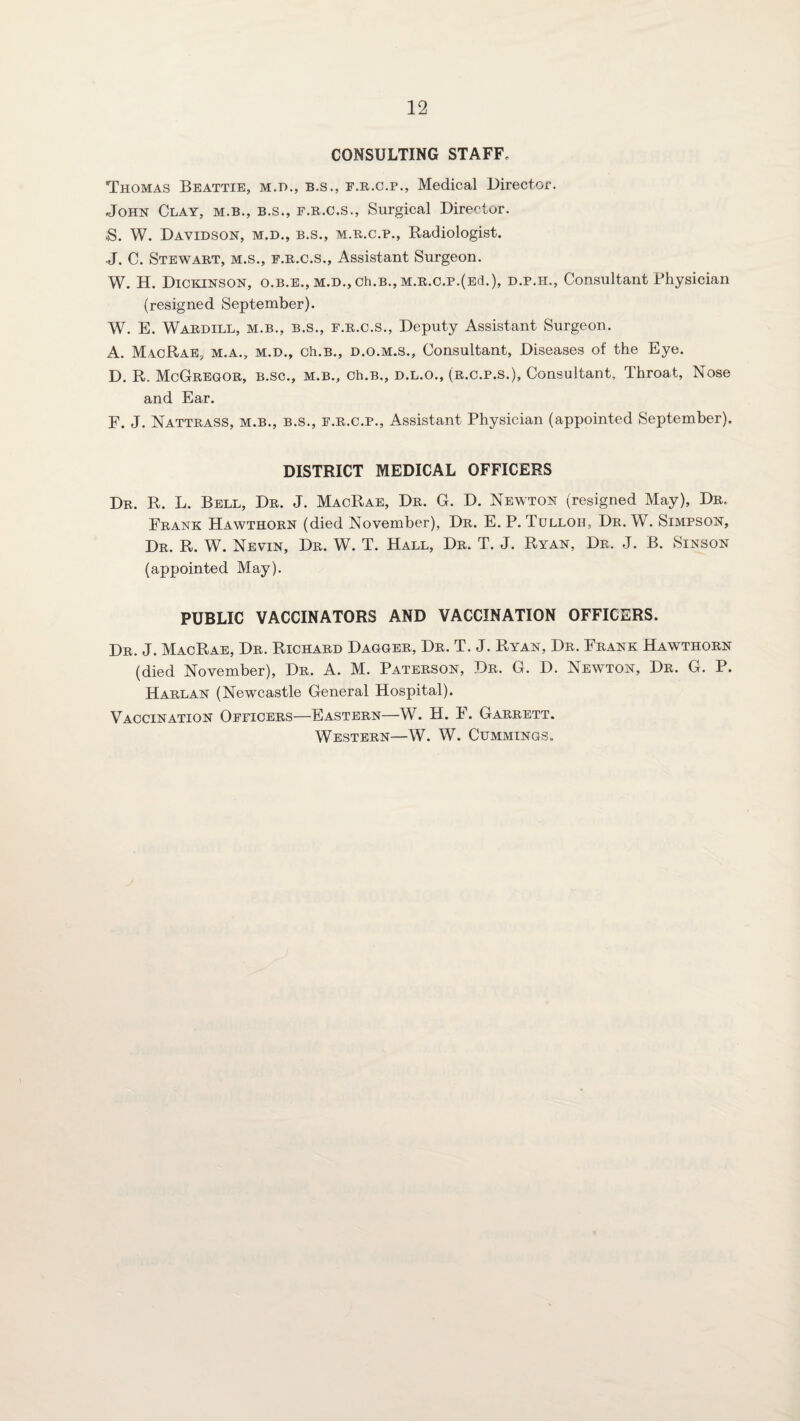 12
CONSULTING STAFF.
Thomas Beattie, m.d., b.s., f.r.c.p., Medical Director.
John Clay, m.b., b.s., f.r.c.s., Surgical Director.
S. W. Davidson, m.d., b.s., m.r.c.p., Radiologist.
J. C. Stewart, m.s., f.r.c.s., Assistant Surgeon.
W. H. Dickinson, o.b.e., m.d., ch.b., m.r.c.p.(Ed.), d.p.h., Consultant Physician
(resigned September).
W. E. Wardill, m.b., b.s., f.r.c.s., Deputy Assistant Surgeon.
A. MacRae, m.a., m.d., ch.b., d.o.m.s., Consultant, Diseases of the Eye.
D. R. McGregor, b.sc., m.b., ch.b., d.l.o., (r.c.p.s.), Consultant, Throat, Nose
and Ear.
F. J. Nattrass, m.b., b.s., f.r.c.p., Assistant Physician (appointed September).
DISTRICT MEDICAL OFFICERS
Dr. R. L. Bell, Dr. J. MacRae, Dr. G. D. Newton (resigned May), Dr.
Frank Hawthorn (died November), Dr. E. P. Tulloh, Dr. W. Simpson,
Dr. R. W. Nevin, Dr. W. T. Hall, Dr. T. J. Ryan, Dr. J. B. Sinson
(appointed May).
PUBLIC VACCINATORS AND VACCINATION OFFICERS.
Dr. J. MacRae, Dr. Richard Dagger, Dr. T. J. Ryan, Dr. Frank Hawthorn
(died November), Dr. A. M. Paterson, Dr. G. D. Newton, Dr. G. P.
Harlan (Newcastle General Hospital).
Vaccination Officers—Eastern—W. H. F. Garrett.
Western—W. W. Cummings.